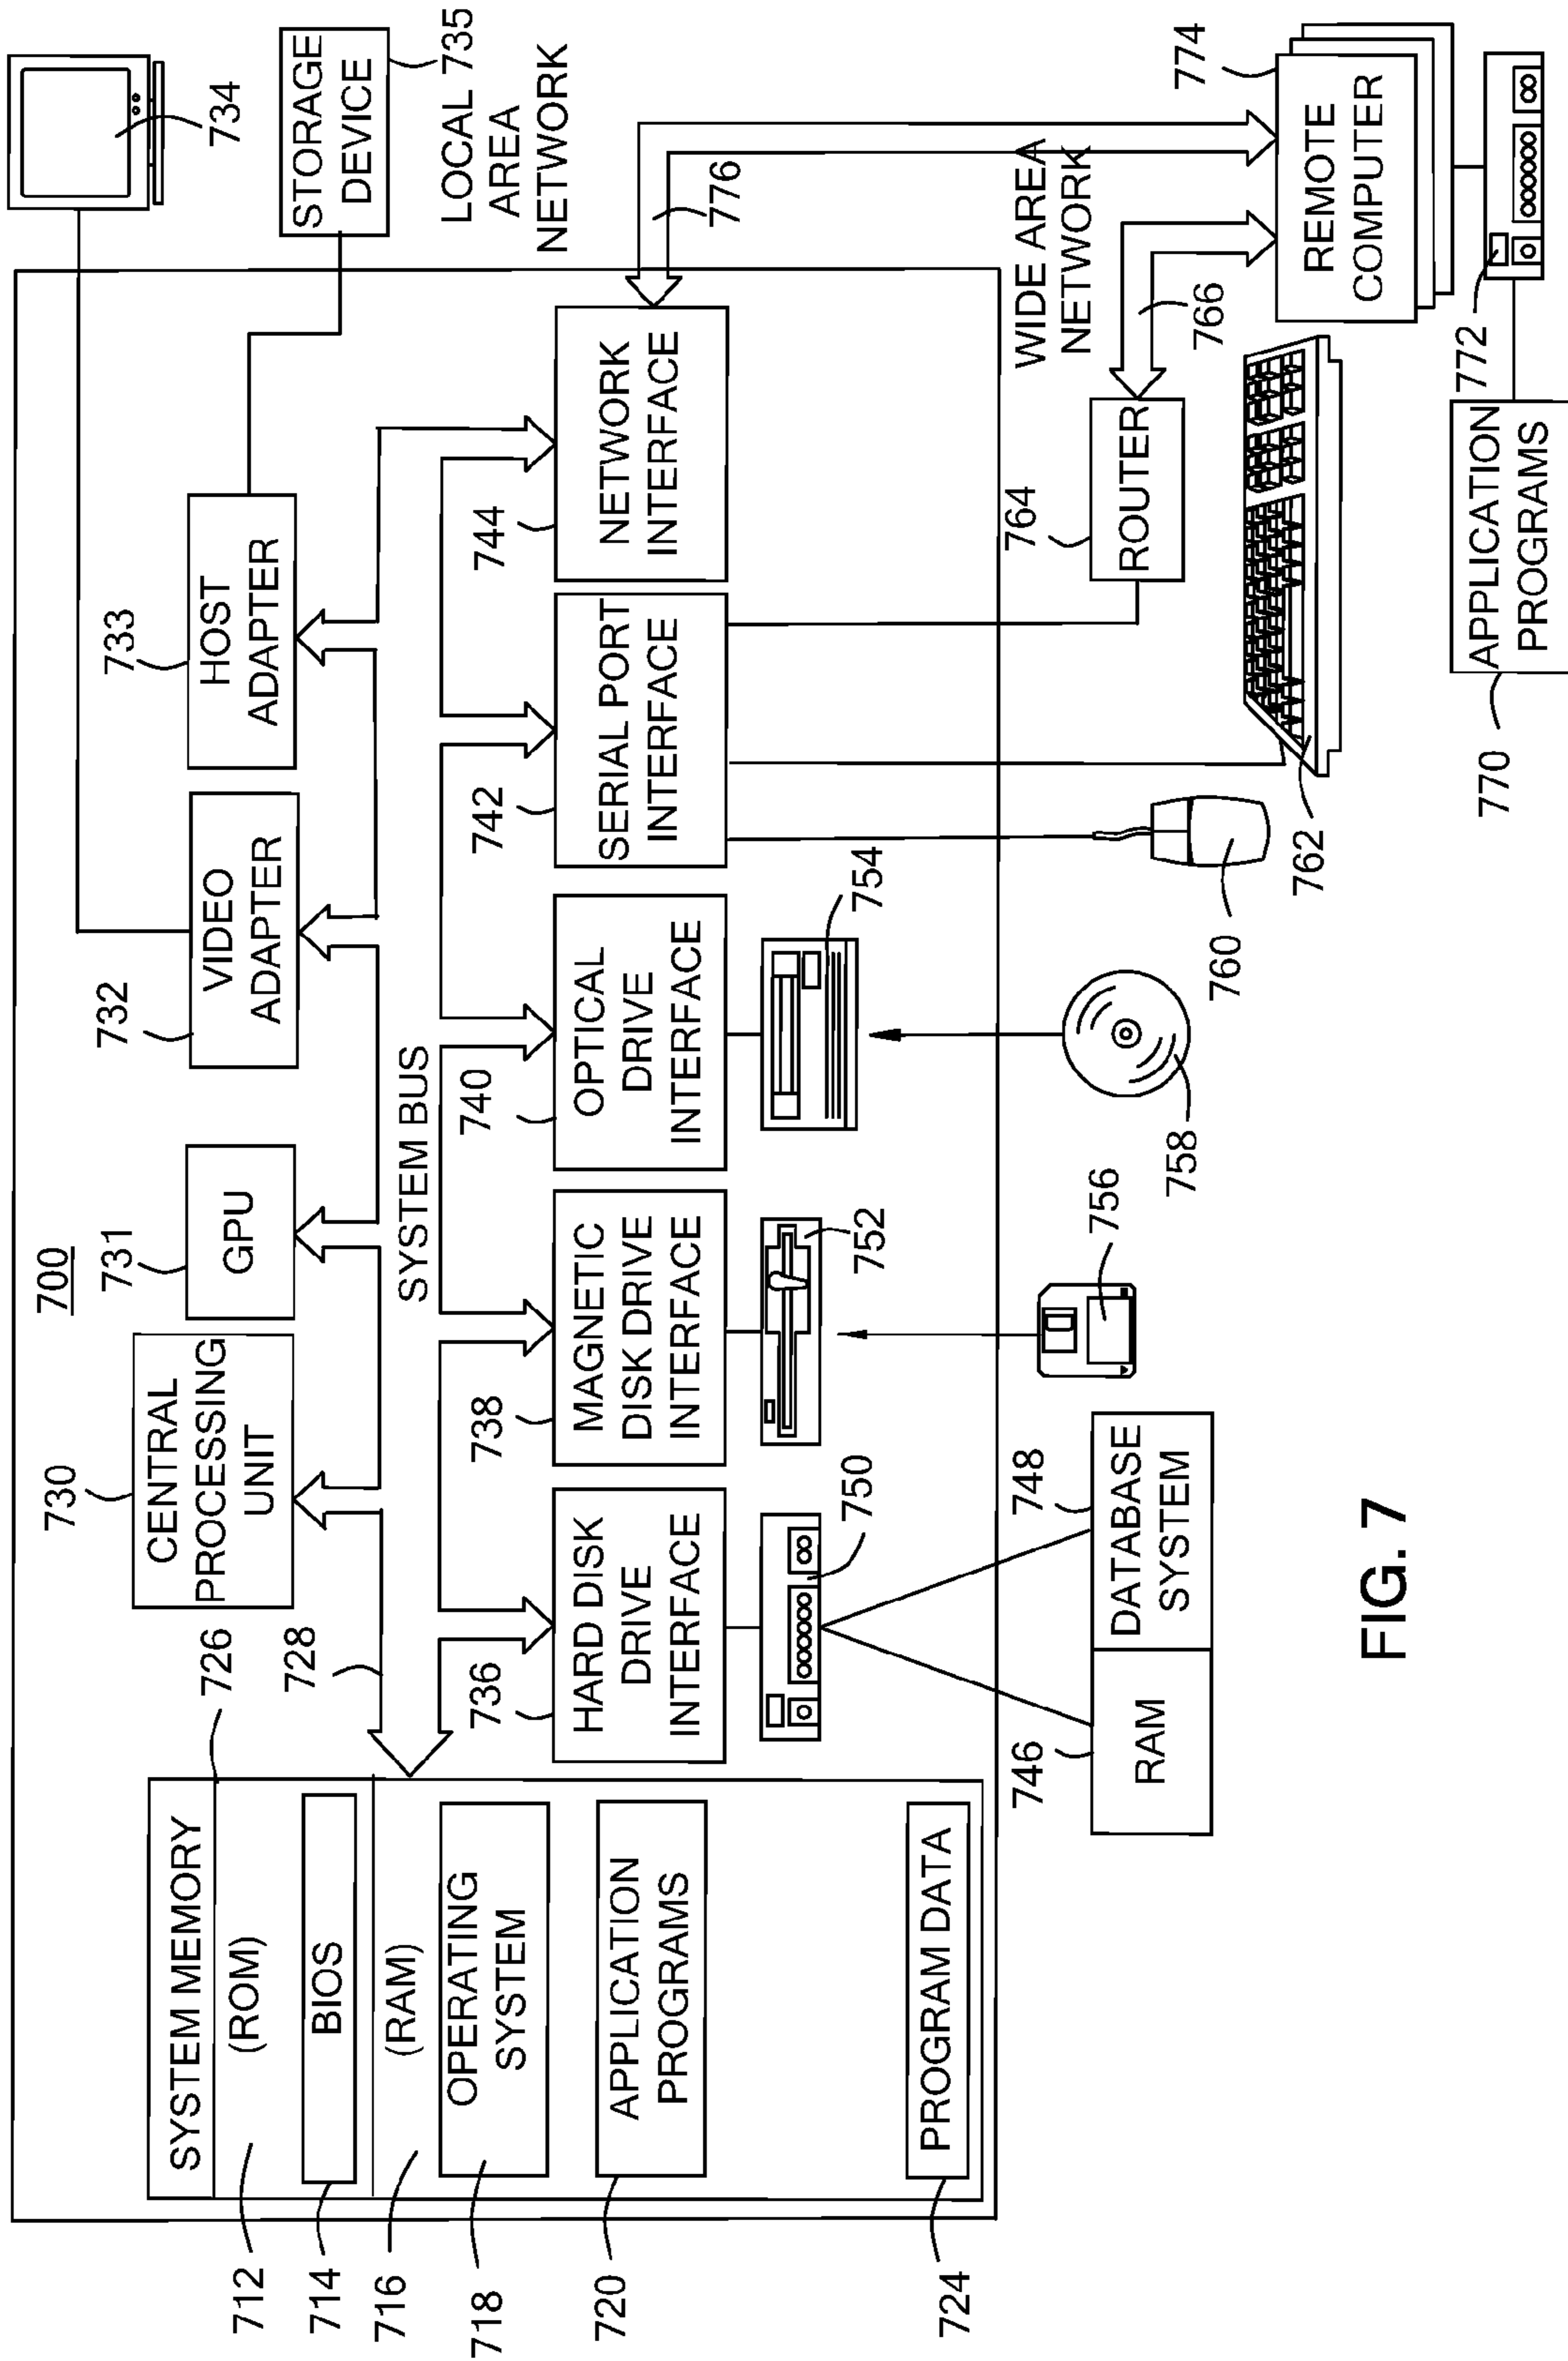 700
SYSTEM MEMORY
(ROM)
BIOS
(RAM)
OPERATING
SYSTEM
APPLICATION
PROGRAMS
PROGRAM DATA
712
714
716
718
720
724
726
728
730
CENTRAL
PROCESSING
UNIT
731
GPU
732
VIDEO
ADAPTER
733
HOST
ADAPTER
734
STORAGE
DEVICE
735
LOCAL
AREA
NETWORK
SYSTEM BUS
736
HARD DISK
DRIVE
INTERFACE
738
MAGNETIC
DISK DRIVE
INTERFACE
740
OPTICAL
DRIVE
INTERFACE
742
SERIAL PORT
INTERFACE
744
NETWORK
INTERFACE
750
752
754
776
746
RAM
748
DATABASE
SYSTEM
756
758
760
762
764
ROUTER
WIDE AREA
NETWORK
766
774
REMOTE
COMPUTER
772
770
APPLICATION
PROGRAMS
FIG. 7